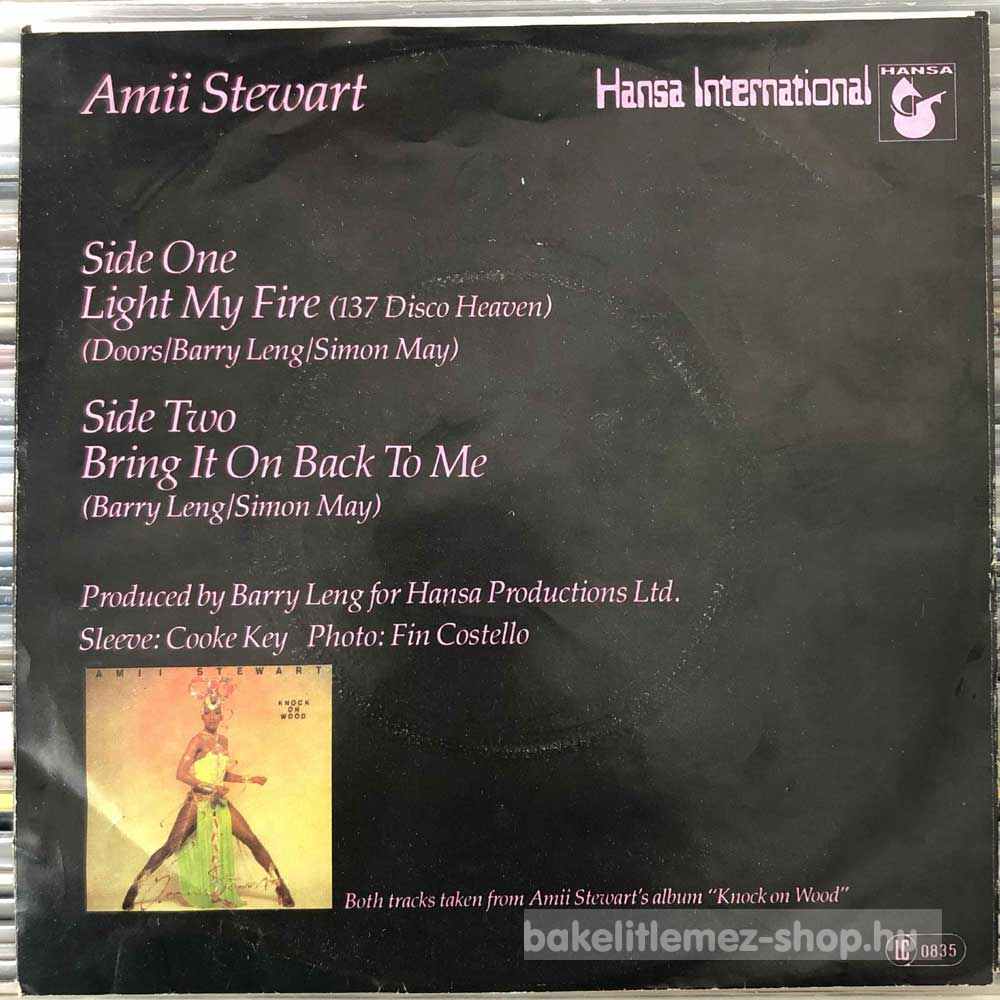 Amii Stewart
Hansa International
HANSA
Side One
Light My Fire (137 Disco Heaven)
(Doors/Barry Leng/Simon May)
Side Two
Bring It On Back To Me
(Barry Leng/Simon May)
Produced by Barry Leng for Hansa Productions Ltd.
Sleeve: Cooke Key   Photo: Fin Costello
AMII STEWART
KNOCK
ON
WOOD
Amii Stewart
Both tracks taken from Amii Stewart's album "Knock on Wood"
bakelitlemez-shop.hu
LC 0835